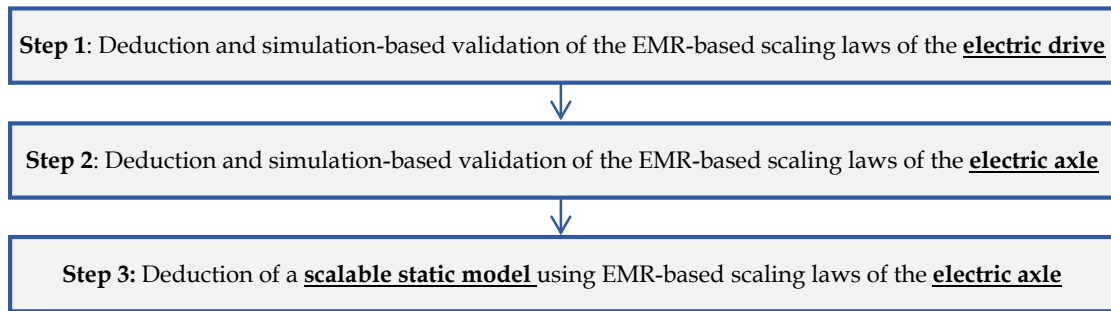 Step 1: Deduction and simulation-based validation of the EMR-based scaling laws of the electric drive
Step 2: Deduction and simulation-based validation of the EMR-based scaling laws of the electric axle
Step 3: Deduction of a scalable static model using EMR-based scaling laws of the electric axle